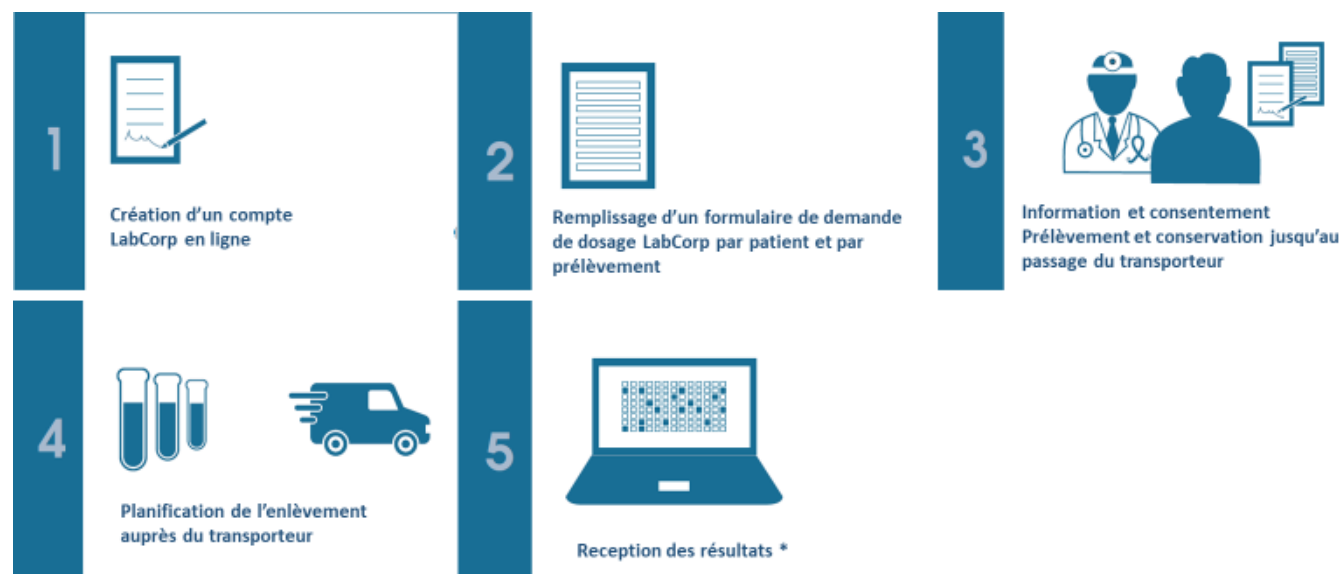 1
Création d’un compte
LabCorp en ligne
2
Remplissage d’un formulaire de demande
de dosage LabCorp par patient et par
prélèvement
3
Information et consentement
Prélèvement et conservation jusqu’au
passage du transporteur
4
Planification de l’enlèvement
auprès du transporteur
5
Reception des résultats *